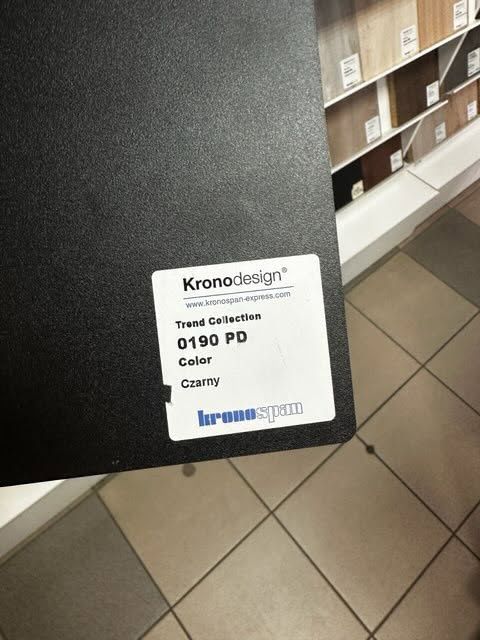 Kronodesign®
www.kronospan-express.com
Trend Collection
0190 PD
Color
Czarny
kronospan